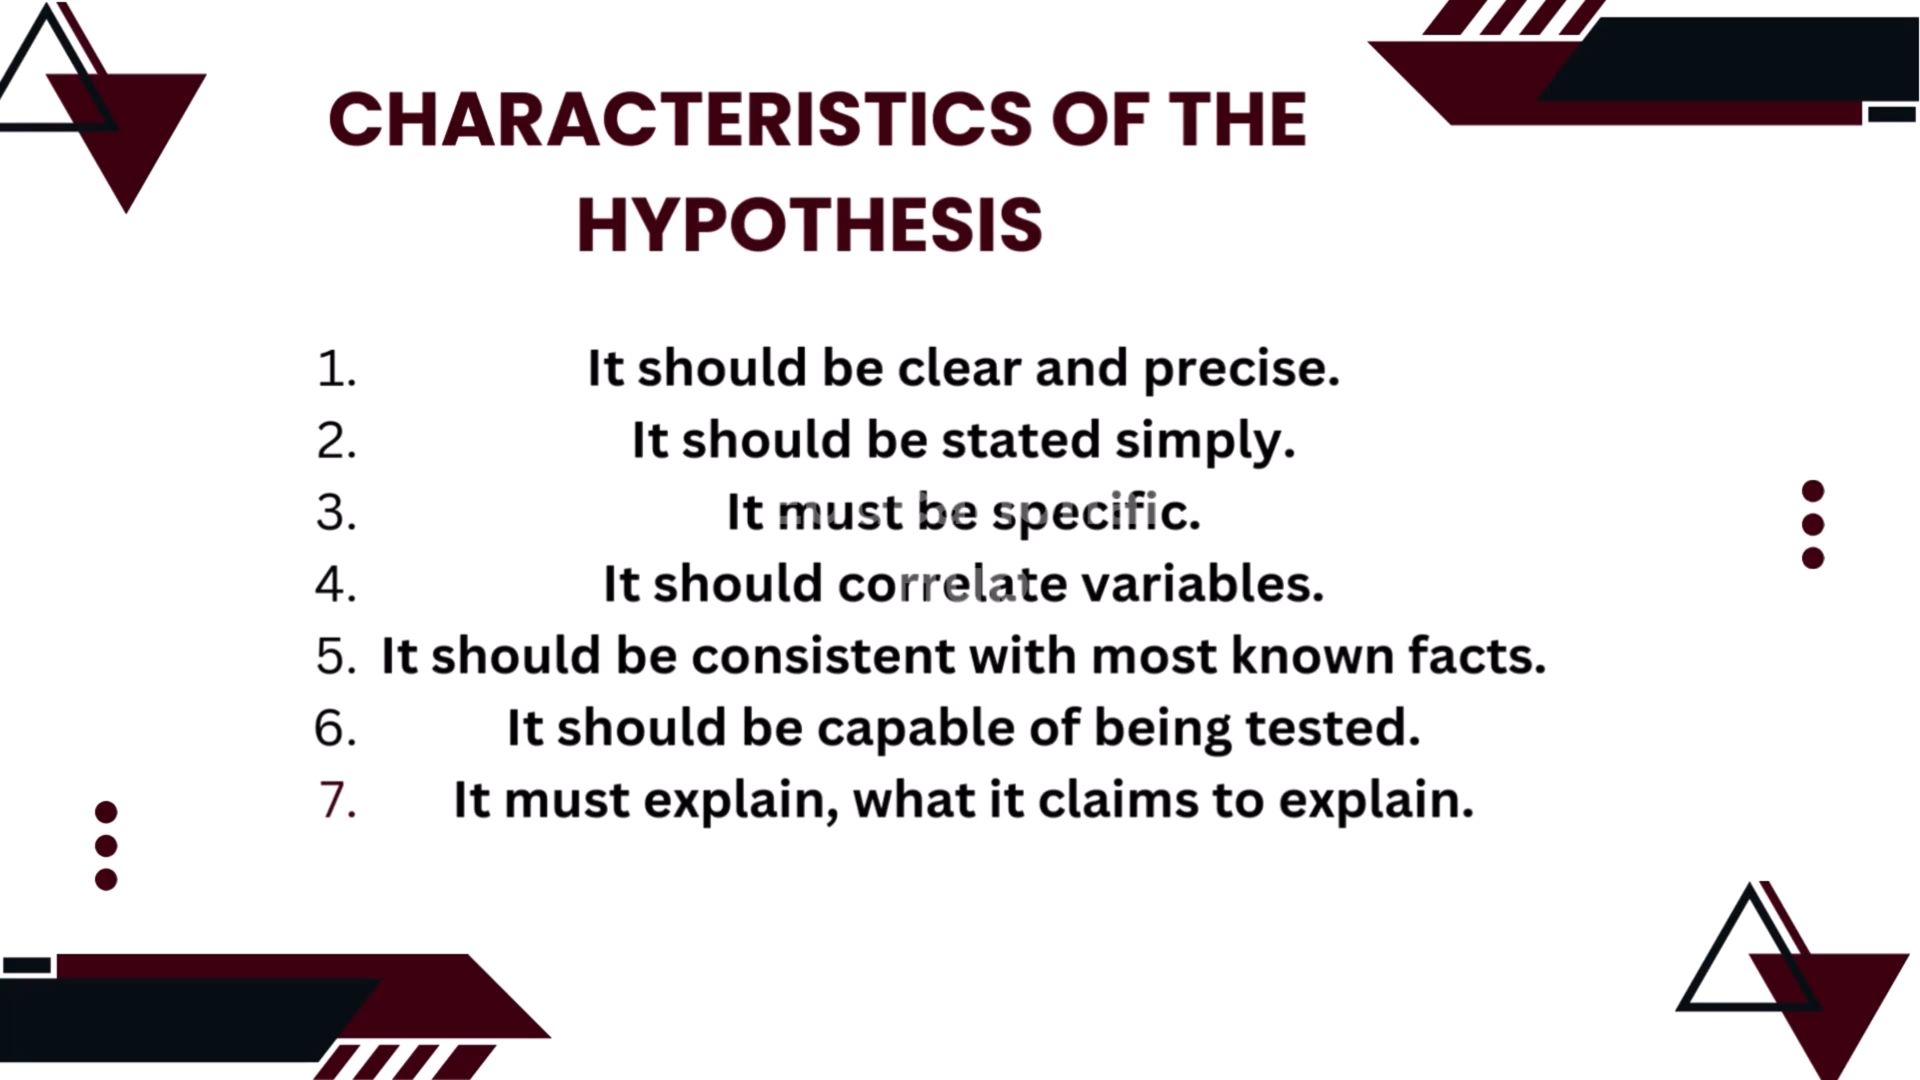 CHARACTERISTICS OF THE
HYPOTHESIS
1. It should be clear and precise.
2. It should be stated simply.
3. It must be specific.
4. It should correlate variables.
5. It should be consistent with most known facts.
6. It should be capable of being tested.
7. It must explain, what it claims to explain.